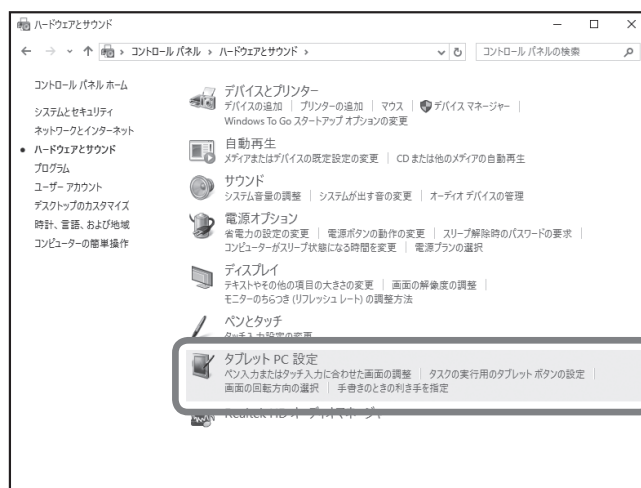 ハードウェアとサウンド
コントロール パネル › ハードウェアとサウンド ›
コントロール パネルの検索
コントロール パネル ホーム
システムとセキュリティ
ネットワークとインターネット
ハードウェアとサウンド
プログラム
ユーザー アカウント
デスクトップのカスタマイズ
時計、言語、および地域
コンピューターの簡単操作
デバイスとプリンター
デバイスの追加 | プリンターの追加 | マウス | デバイス マネージャー |
Windows To Go スタートアップ オプションの変更
自動再生
メディアまたはデバイスの既定設定の変更 | CD または他のメディアの自動再生
サウンド
システム音量の調整 | システムが出す音の変更 | オーディオ デバイスの管理
電源オプション
省電力の設定の変更 | 電源ボタンの動作の変更 | スリープ解除時のパスワードの要求 |
コンピューターがスリープ状態になる時間を変更 | 電源プランの選択
ディスプレイ
テキストやその他の項目の大きさの変更 | 画面の解像度の調整 |
モニターのちらつき (リフレッシュ レート) の調整方法
ペンとタッチ
タッチ入力設定の変更
タブレット PC 設定
ペン入力またはタッチ入力に合わせた画面の調整 | タスクの実行用のタブレット ボタンの設定 |
画面の回転方向の選択 | 手書きのときの利き手を指定
Realtek HD オーディオマネージャ